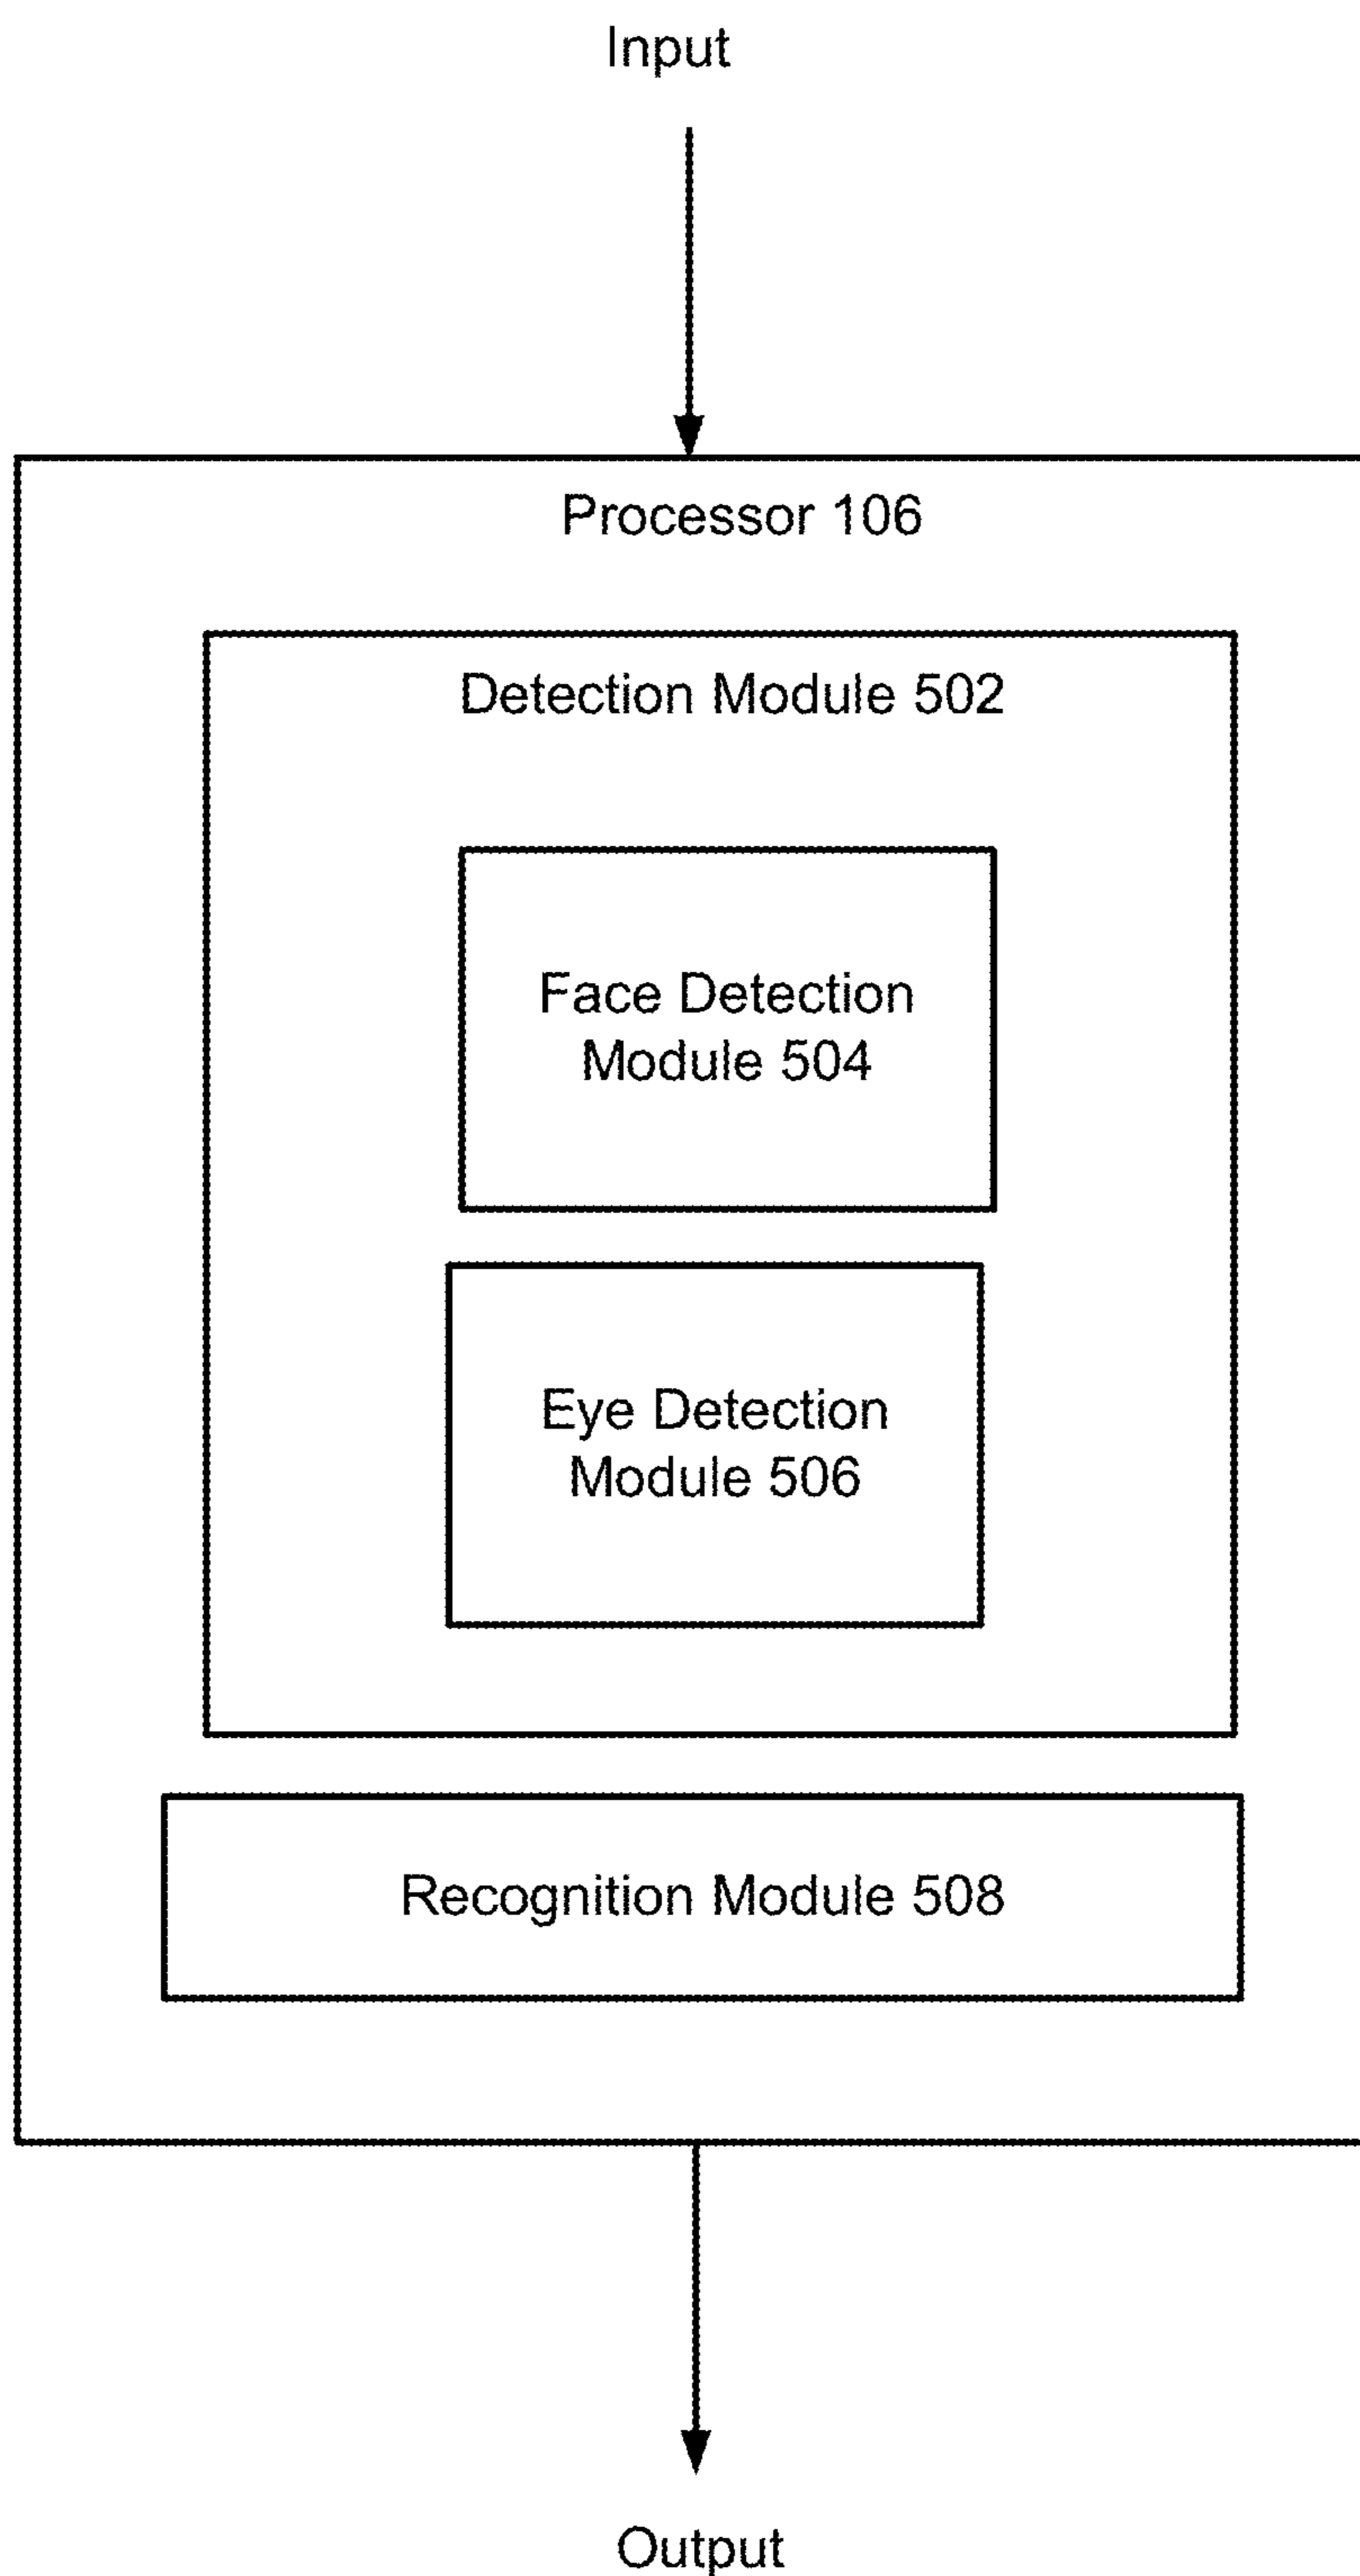 Input
Processor 106
Detection Module 502
Face Detection
Module 504
Eye Detection
Module 506
Recognition Module 508
Output